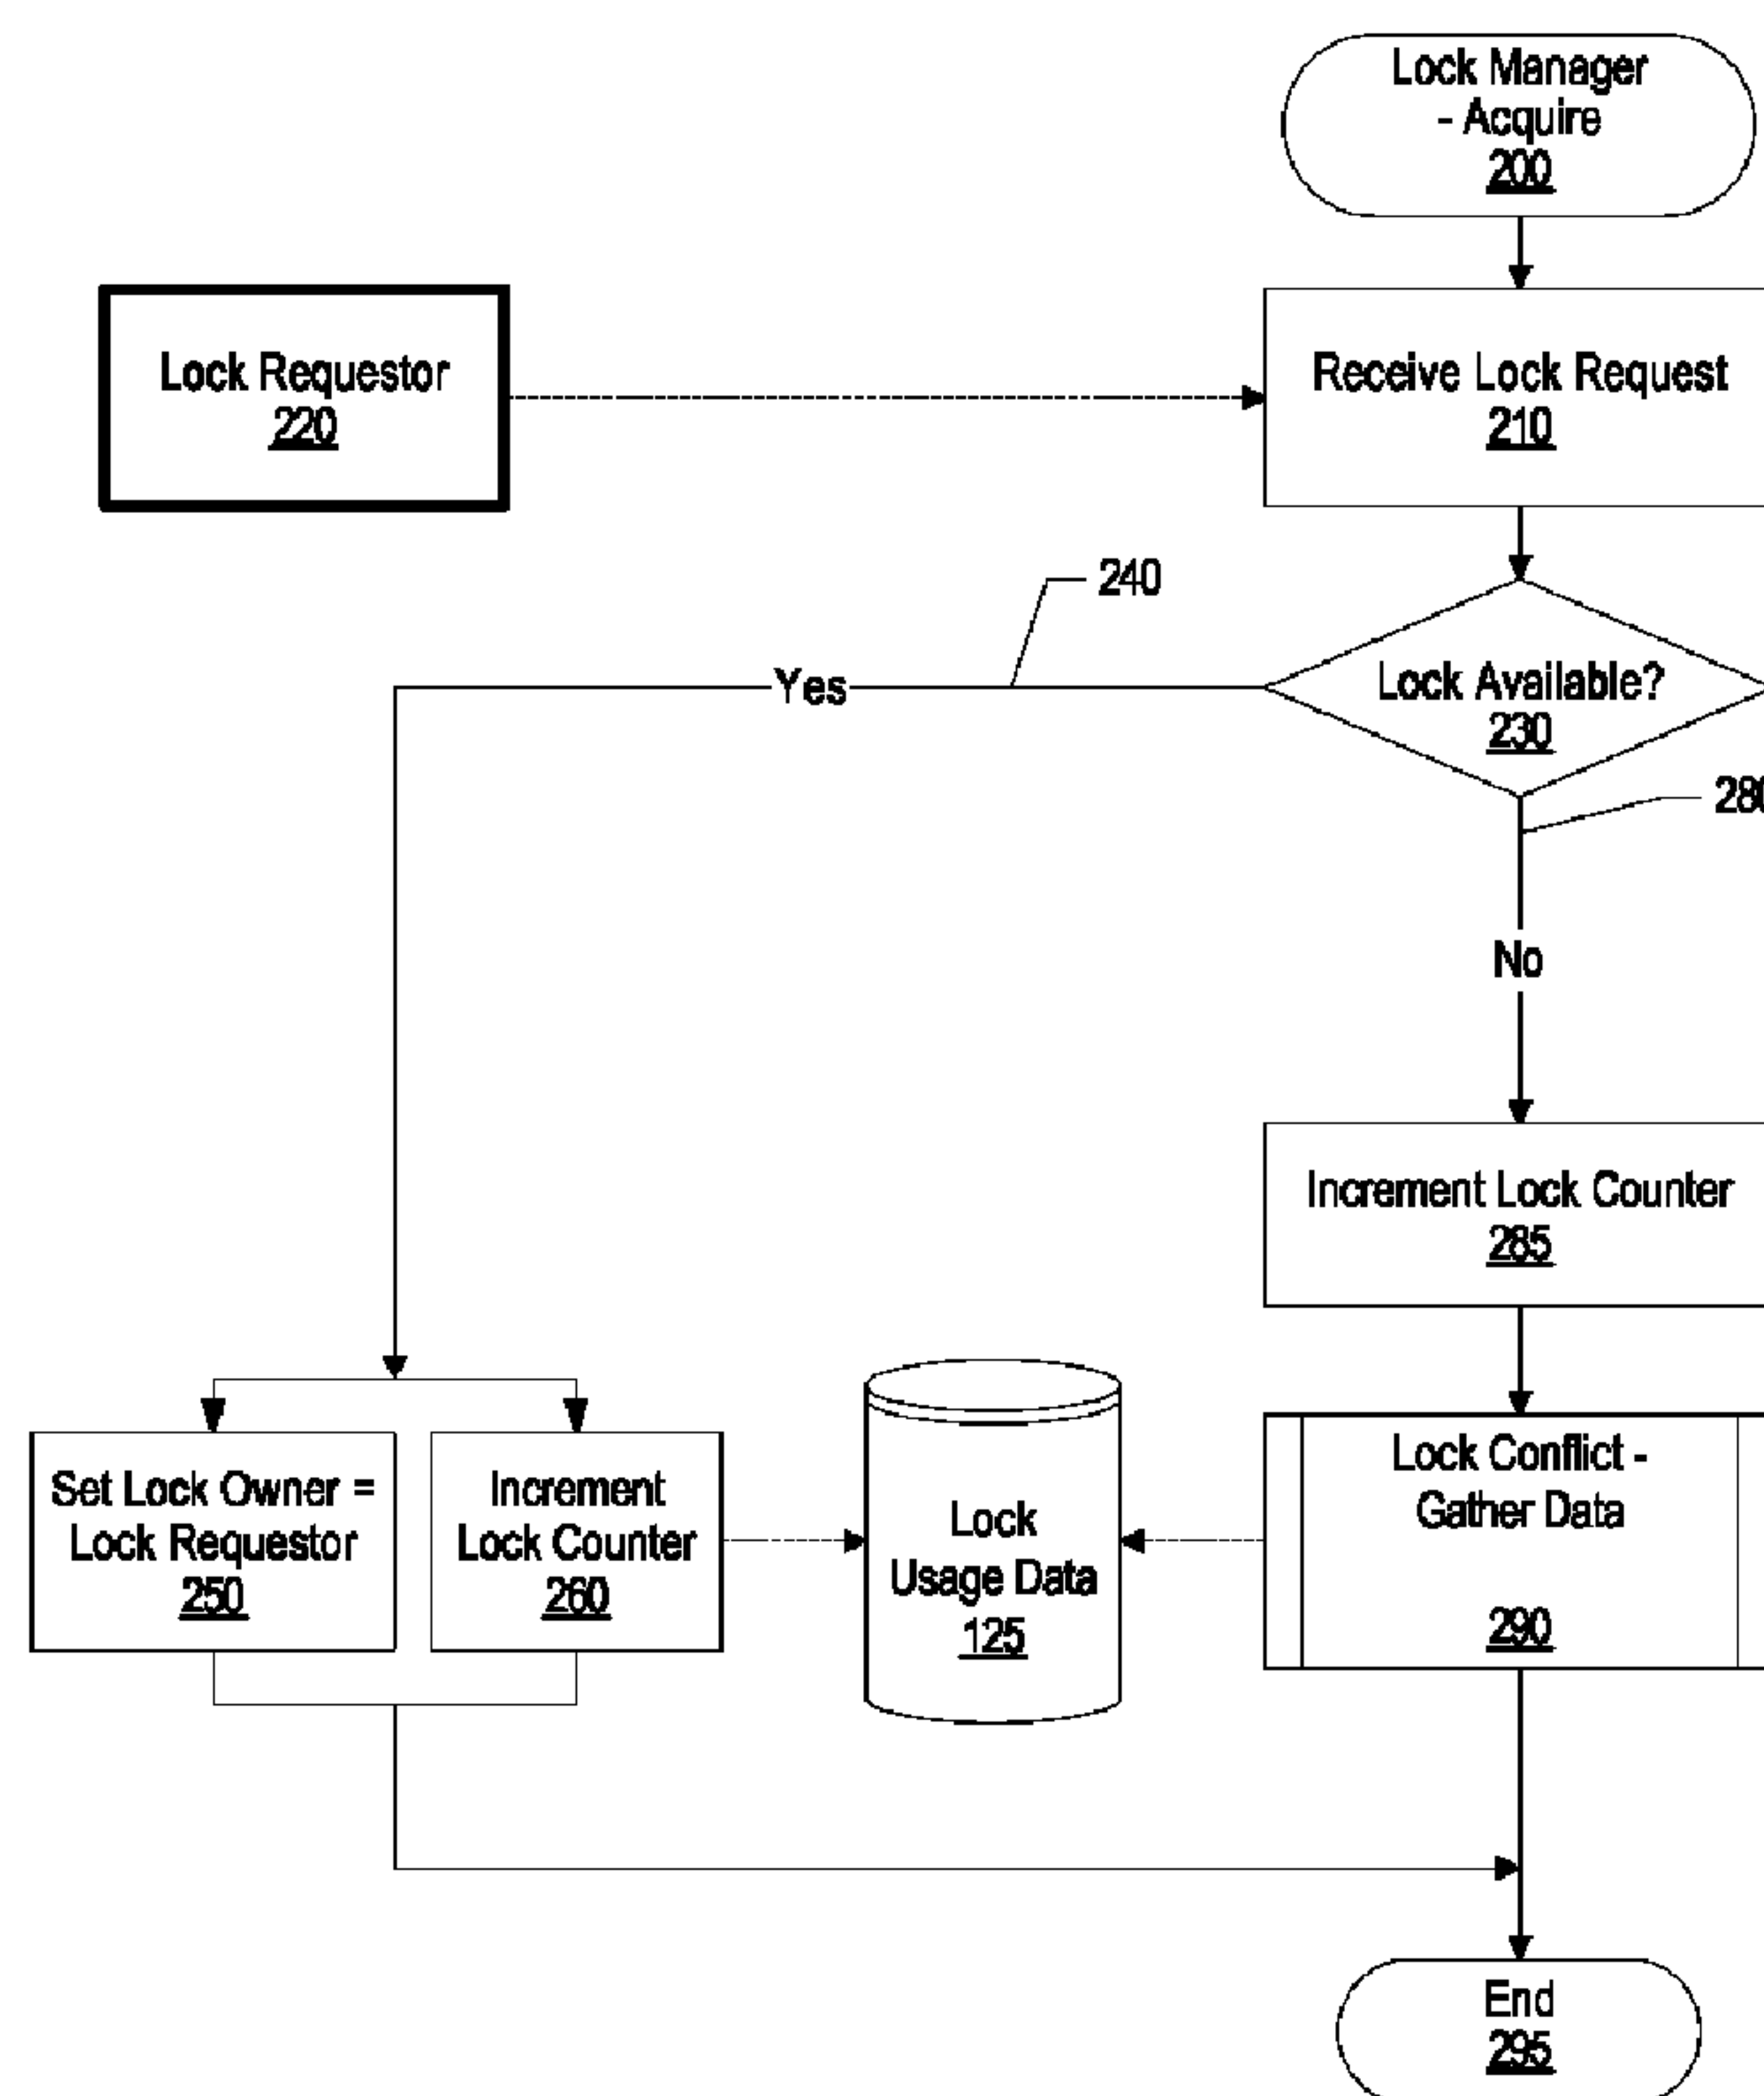 Lock Manager
- Acquire
200
Lock Requestor
220
Receive Lock Request
210
240
Yes
Lock Available?
230
280
No
Increment Lock Counter
285
Set Lock Owner =
Lock Requestor
250
Increment
Lock Counter
260
Lock
Usage Data
125
Lock Conflict -
Gather Data
290
End
295